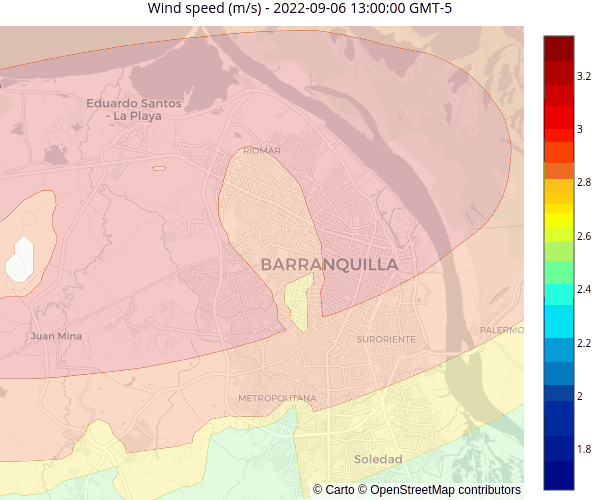 Wind speed (m/s) - 2022-09-06 13:00:00 GMT-5
Eduardo Santos
- La Playa
RIOMAR
BARRANQUILLA
Juan Mina
SURORIENTE
PALERMO
METROPOLITANA
Soledad
© Carto © OpenStreetMap contributors
3.2
3
2.8
2.6
2.4
2.2
2
1.8